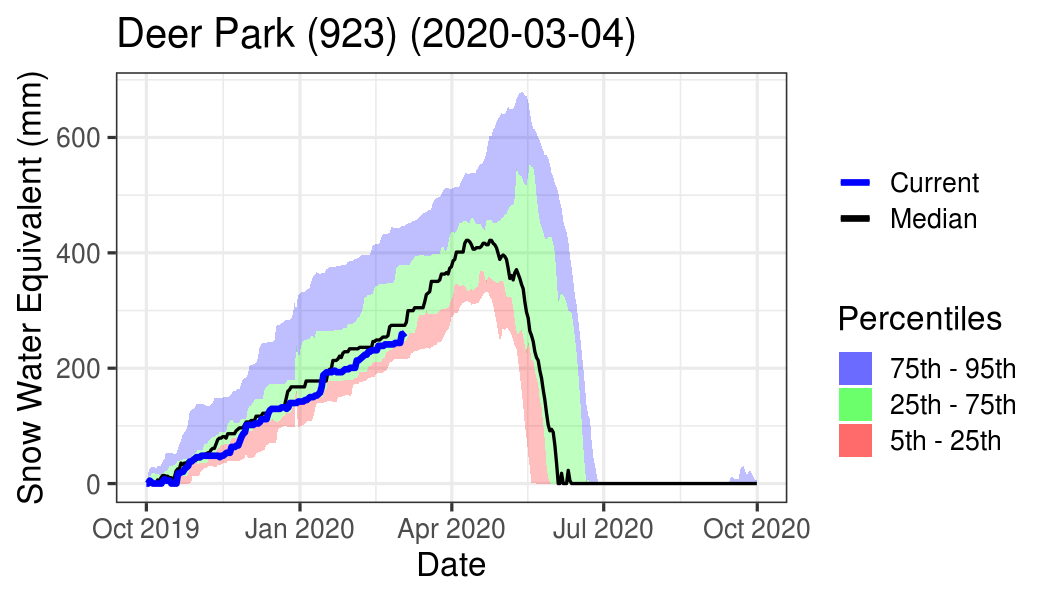 Deer Park (923) (2020-03-04)
Snow Water Equivalent (mm)
600
400
200
0
Oct 2019
Jan 2020
Apr 2020
Jul 2020
Oct 2020
Date
Current
Median
Percentiles
75th - 95th
25th - 75th
5th - 25th